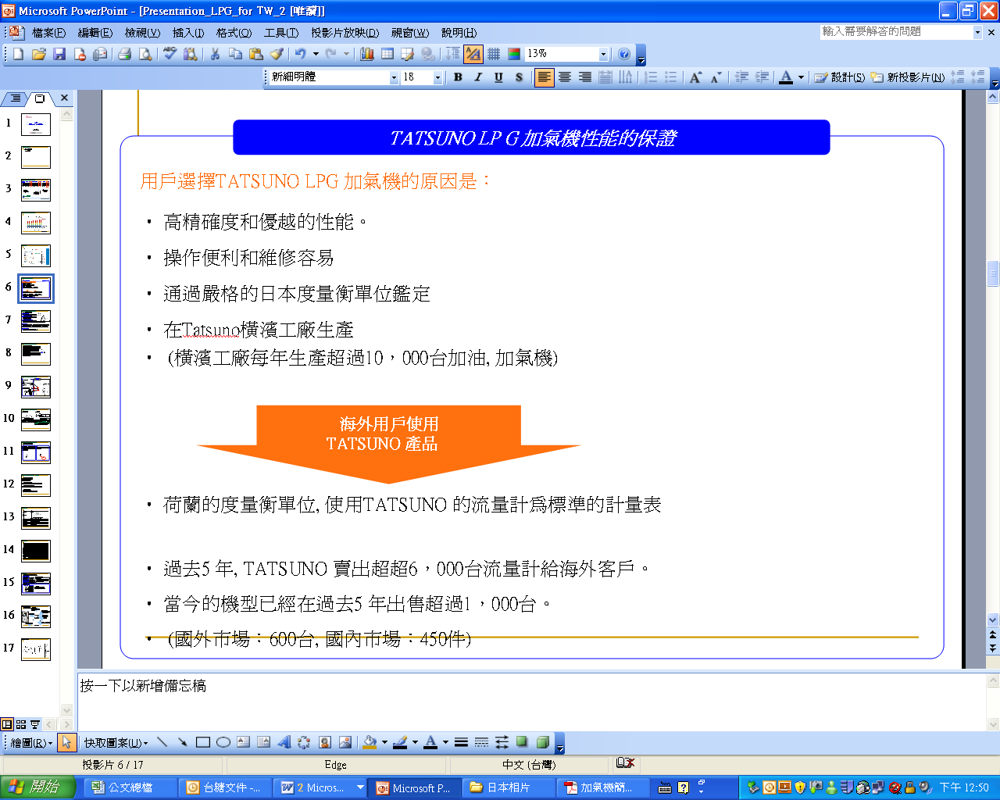 Microsoft PowerPoint - [Presentation_LPG_for TW_2 [唯讀]]
檔案(F) 編輯(E) 檢視(V) 插入(I) 格式(O) 工具(T) 投影片放映(D) 視窗(W) 說明(H) 輸入需要解答的問題
13%
新細明體 18 B I U S A A A 設計(S) 新投影片(N)
TATSUNO LP G 加氣機性能的保證
用戶選擇TATSUNO LPG 加氣機的原因是：
• 高精確度和優越的性能。
• 操作便利和維修容易
• 通過嚴格的日本度量衡單位鑑定
• 在Tatsuno橫濱工廠生產
• (橫濱工廠每年生產超過10，000台加油, 加氣機)
海外用戶使用
TATSUNO 產品
• 荷蘭的度量衡單位, 使用TATSUNO 的流量計為標準的計量表
• 過去5 年, TATSUNO 賣出超超6，000台流量計給海外客戶。
• 當今的機型已經在過去5 年出售超過1，000台。
• (國外市場：600台, 國內市場：450件)
1
2
3
4
5
6
7
8
9
10
11
12
13
14
15
16
17
按一下以新增備忘稿
繪圖(R) 快取圖案(U)
投影片 6 / 17 Edge 中文 (台灣)
開始 公文總檔 台緒文件 -... 2 Micros... Microsoft P... 日本相片 加氣機簡... 下午 12:50